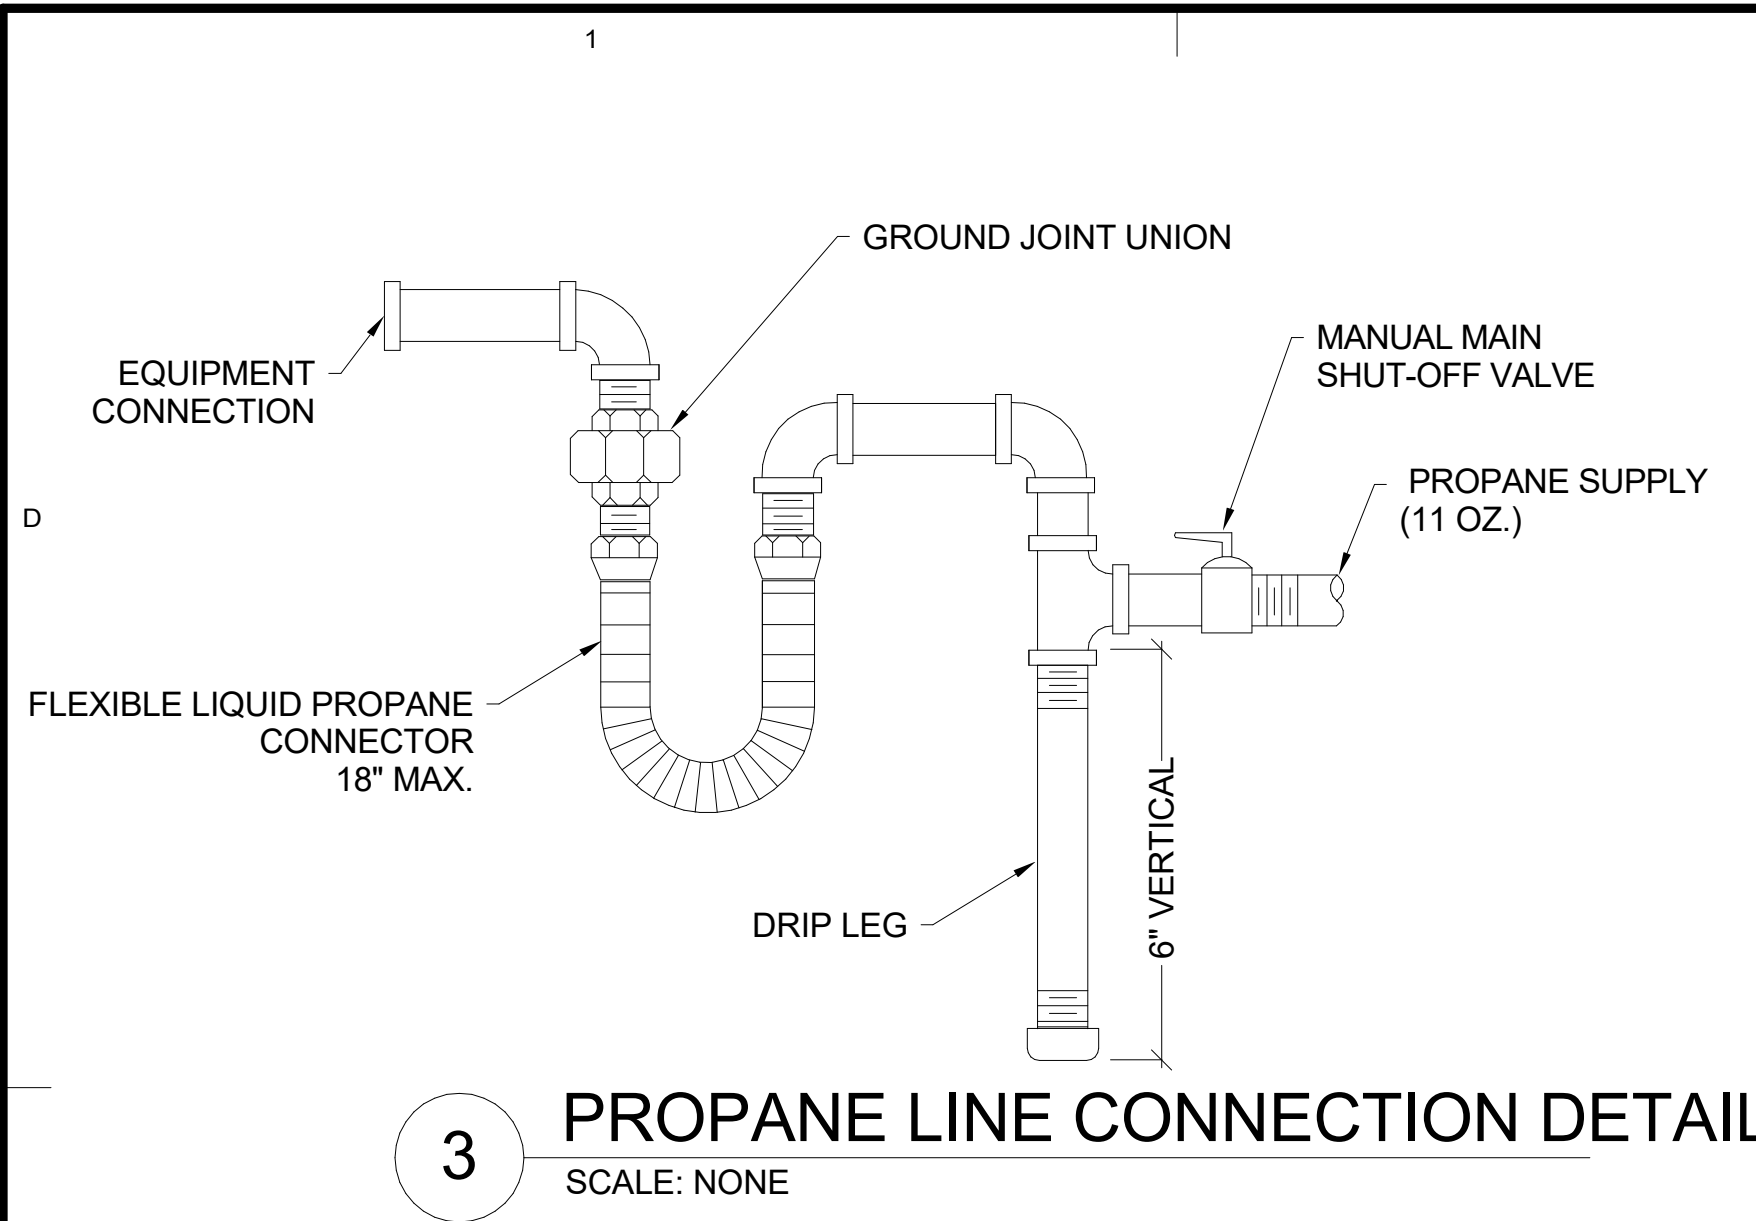 1
GROUND JOINT UNION
EQUIPMENT
CONNECTION
MANUAL MAIN
SHUT-OFF VALVE
PROPANE SUPPLY
(11 OZ.)
D
FLEXIBLE LIQUID PROPANE
CONNECTOR
18" MAX.
6" VERTICAL
DRIP LEG
3
PROPANE LINE CONNECTION DETAIL
SCALE: NONE